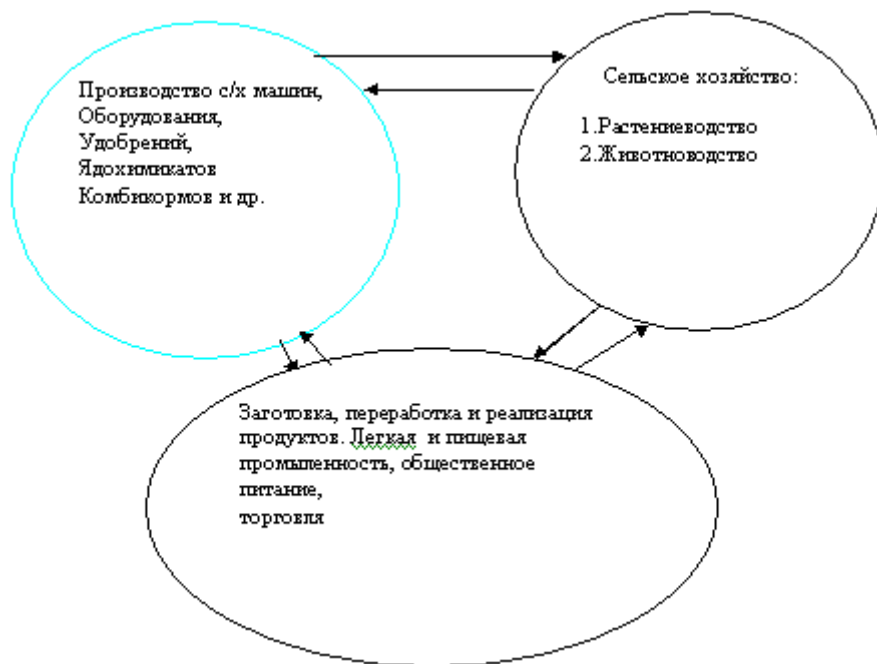 Производство с/х машин,
Оборудования,
Удобрений,
Ядохимикатов
Комбикормов и др.
Сельское хозяйство:
1.Растениеводство
2.Животноводство
Заготовка, переработка и реализация
продуктов. Легкая и пищевая
промыленность, общественное
питание,
торговля